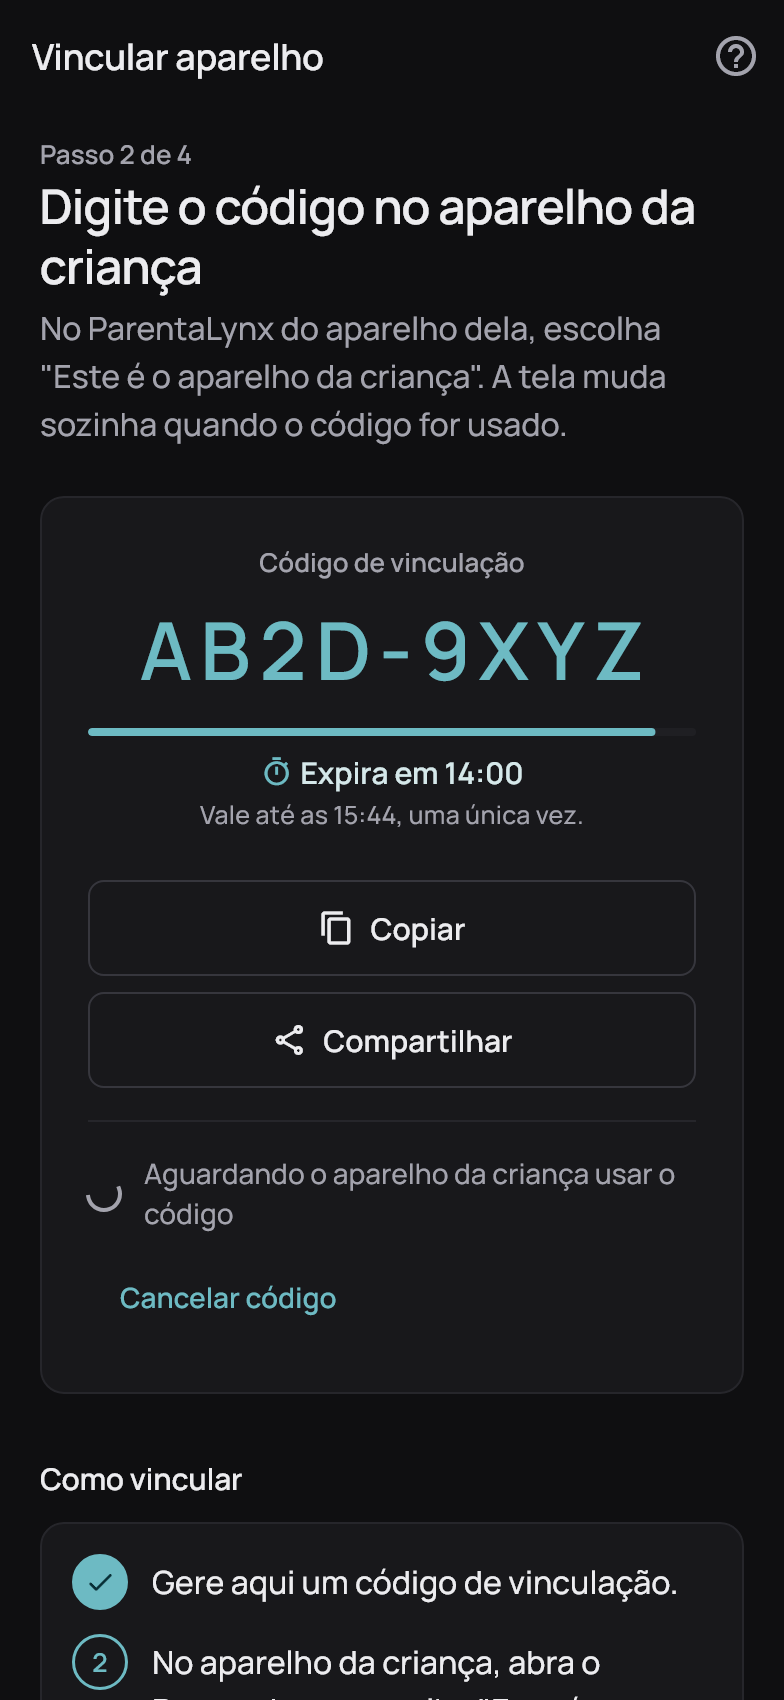 Vincular aparelho
Passo 2 de 4
Digite o código no aparelho da
criança
No ParentaLynx do aparelho dela, escolha
"Este é o aparelho da criança". A tela muda
sozinha quando o código for usado.
Código de vinculação
AB2D-9XYZ
Expira em 14:00
Vale até as 15:44, uma única vez.
Copiar
Compartilhar
Aguardando o aparelho da criança usar o
código
Cancelar código
Como vincular
Gere aqui um código de vinculação.
2 No aparelho da criança, abra o